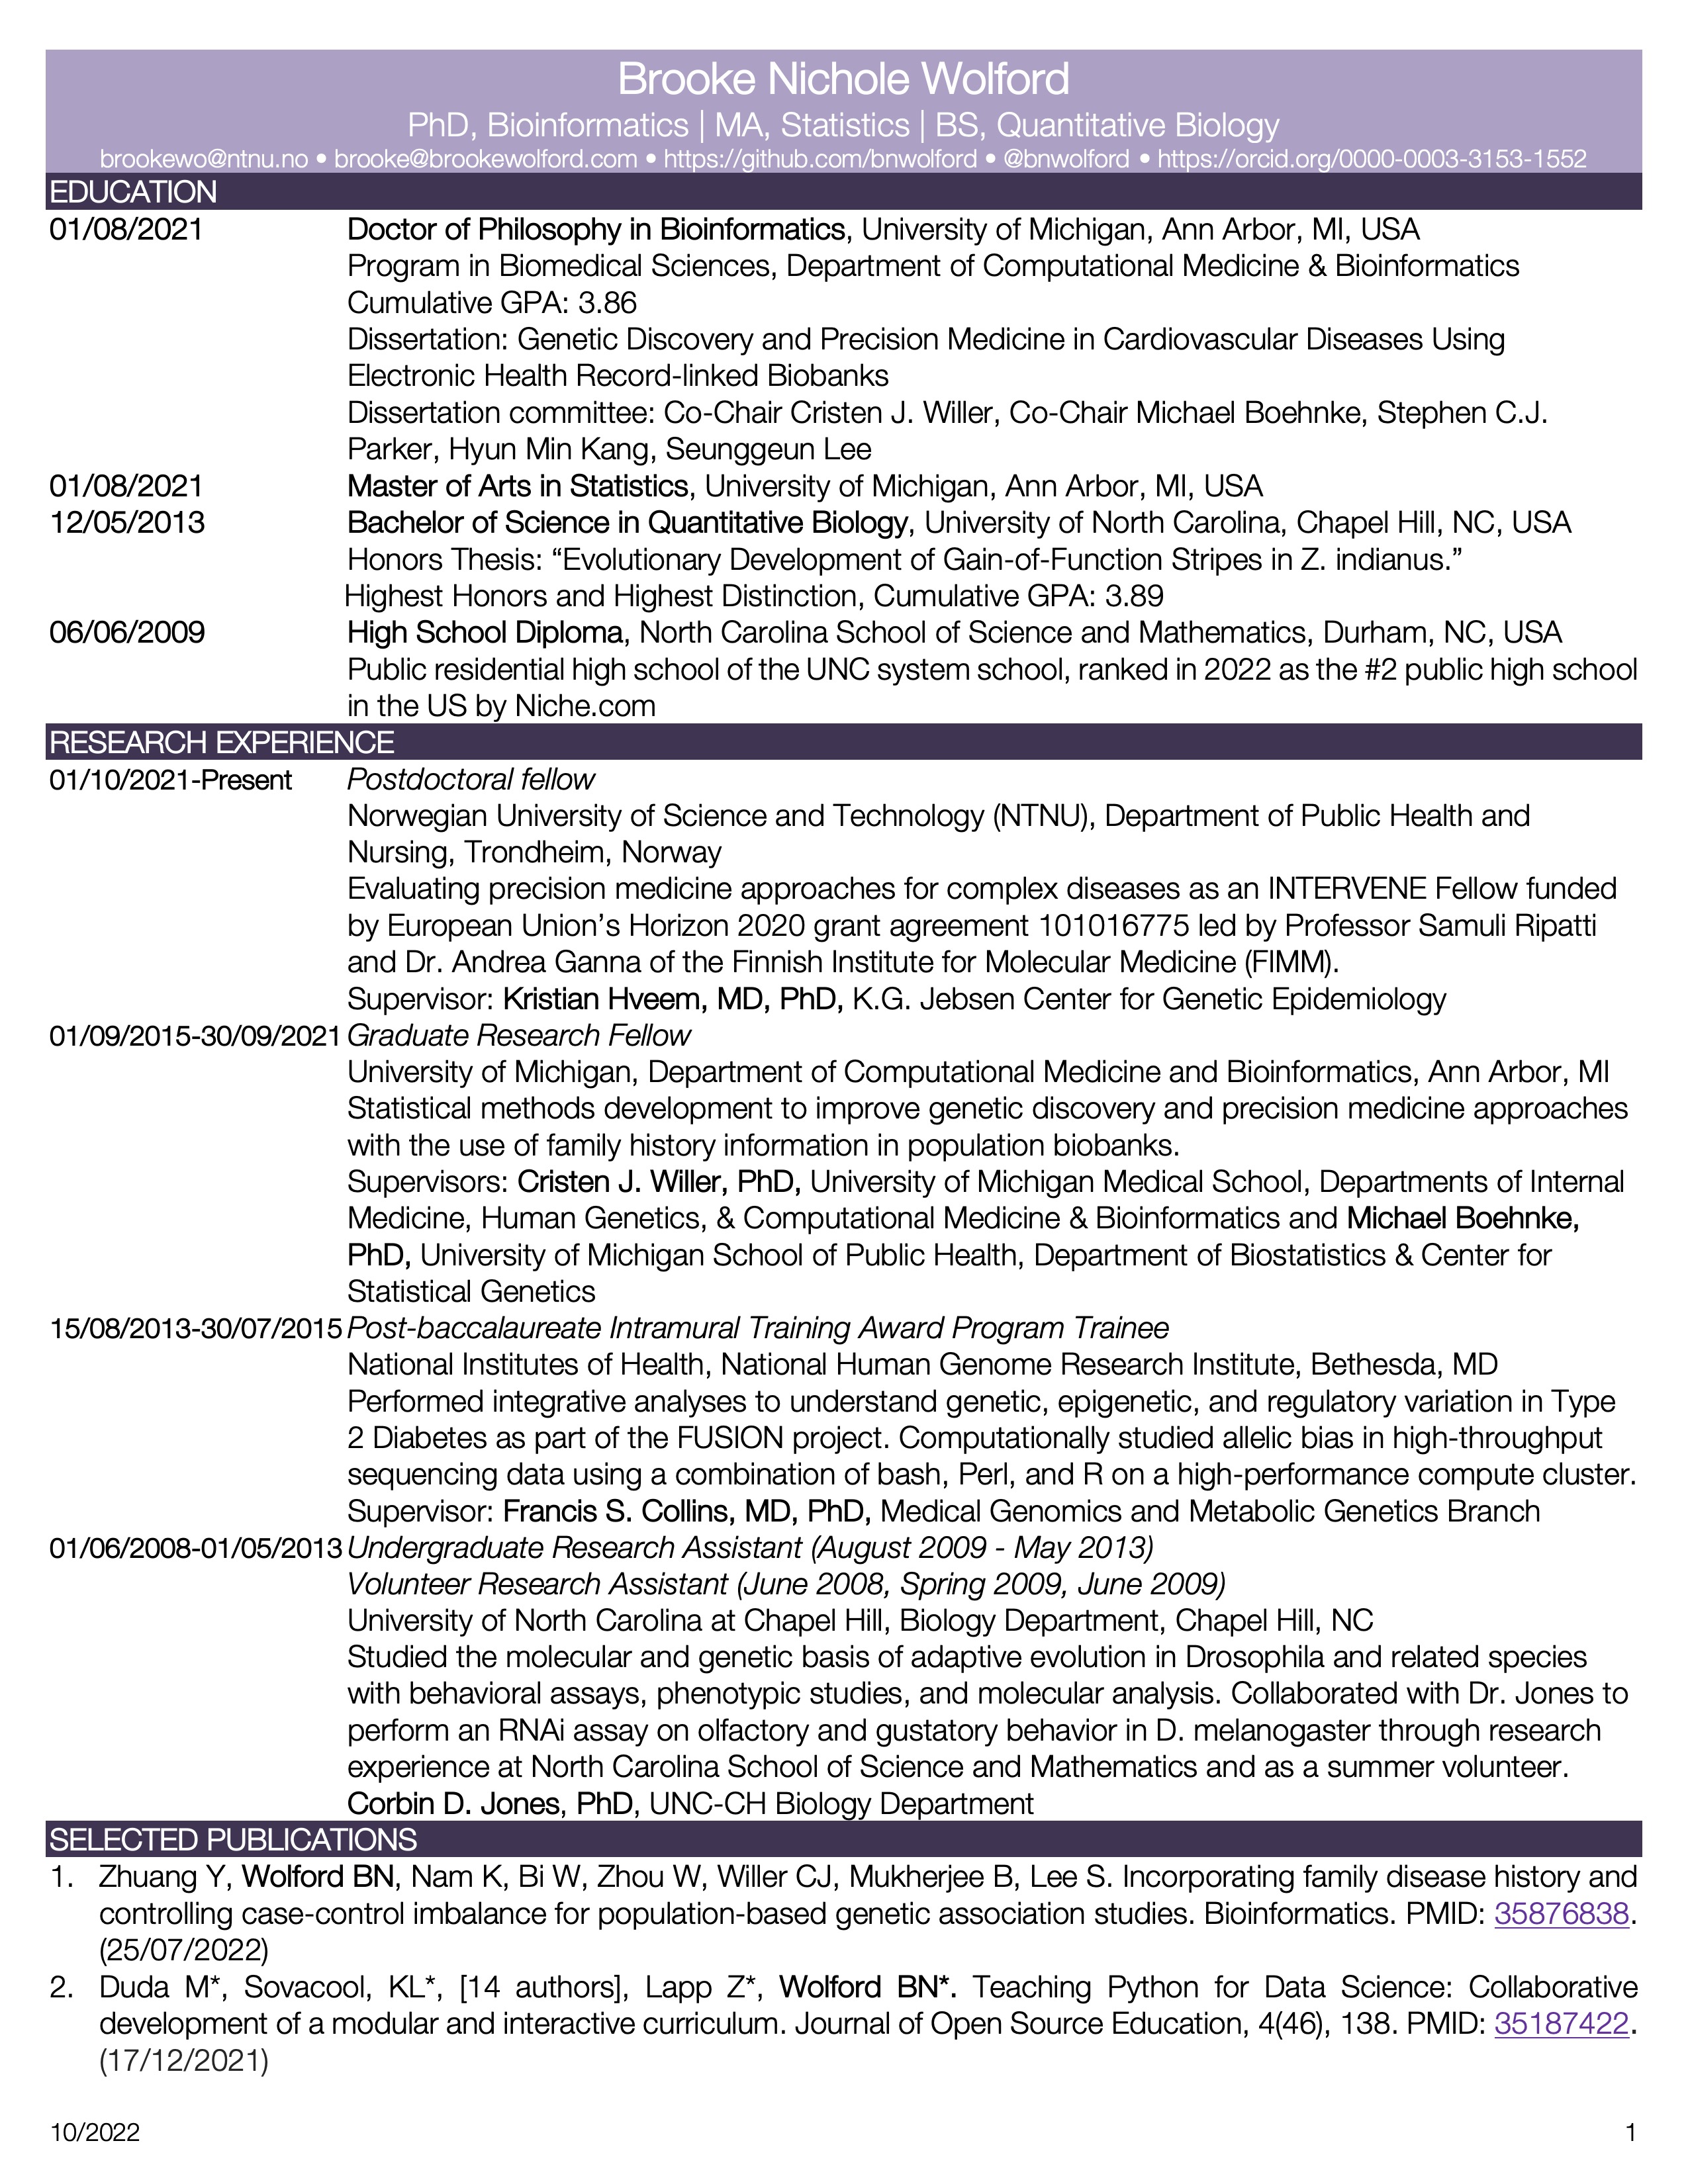 Brooke Nichole Wolford
PhD, Bioinformatics | MA, Statistics | BS, Quantitative Biology
brookewo@ntnu.no • brooke@brookewolford.com • https://github.com/bnwolford • @bnwolford • https://orcid.org/0000-0003-3153-1552
EDUCATION
01/08/2021 Doctor of Philosophy in Bioinformatics, University of Michigan, Ann Arbor, MI, USA
Program in Biomedical Sciences, Department of Computational Medicine & Bioinformatics
Cumulative GPA: 3.86
Dissertation: Genetic Discovery and Precision Medicine in Cardiovascular Diseases Using
Electronic Health Record-linked Biobanks
Dissertation committee: Co-Chair Cristen J. Willer, Co-Chair Michael Boehnke, Stephen C.J.
Parker, Hyun Min Kang, Seunggeun Lee
01/08/2021 Master of Arts in Statistics, University of Michigan, Ann Arbor, MI, USA
12/05/2013 Bachelor of Science in Quantitative Biology, University of North Carolina, Chapel Hill, NC, USA
Honors Thesis: “Evolutionary Development of Gain-of-Function Stripes in Z. indianus.”
Highest Honors and Highest Distinction, Cumulative GPA: 3.89
06/06/2009 High School Diploma, North Carolina School of Science and Mathematics, Durham, NC, USA
Public residential high school of the UNC system school, ranked in 2022 as the #2 public high school
in the US by Niche.com
RESEARCH EXPERIENCE
01/10/2021-Present Postdoctoral fellow
Norwegian University of Science and Technology (NTNU), Department of Public Health and
Nursing, Trondheim, Norway
Evaluating precision medicine approaches for complex diseases as an INTERVENE Fellow funded
by European Union’s Horizon 2020 grant agreement 101016775 led by Professor Samuli Ripatti
and Dr. Andrea Ganna of the Finnish Institute for Molecular Medicine (FIMM).
Supervisor: Kristian Hveem, MD, PhD, K.G. Jebsen Center for Genetic Epidemiology
01/09/2015-30/09/2021 Graduate Research Fellow
University of Michigan, Department of Computational Medicine and Bioinformatics, Ann Arbor, MI
Statistical methods development to improve genetic discovery and precision medicine approaches
with the use of family history information in population biobanks.
Supervisors: Cristen J. Willer, PhD, University of Michigan Medical School, Departments of Internal
Medicine, Human Genetics, & Computational Medicine & Bioinformatics and Michael Boehnke,
PhD, University of Michigan School of Public Health, Department of Biostatistics & Center for
Statistical Genetics
15/08/2013-30/07/2015 Post-baccalaureate Intramural Training Award Program Trainee
National Institutes of Health, National Human Genome Research Institute, Bethesda, MD
Performed integrative analyses to understand genetic, epigenetic, and regulatory variation in Type
2 Diabetes as part of the FUSION project. Computationally studied allelic bias in high-throughput
sequencing data using a combination of bash, Perl, and R on a high-performance compute cluster.
Supervisor: Francis S. Collins, MD, PhD, Medical Genomics and Metabolic Genetics Branch
01/06/2008-01/05/2013 Undergraduate Research Assistant (August 2009 - May 2013)
Volunteer Research Assistant (June 2008, Spring 2009, June 2009)
University of North Carolina at Chapel Hill, Biology Department, Chapel Hill, NC
Studied the molecular and genetic basis of adaptive evolution in Drosophila and related species
with behavioral assays, phenotypic studies, and molecular analysis. Collaborated with Dr. Jones to
perform an RNAi assay on olfactory and gustatory behavior in D. melanogaster through research
experience at North Carolina School of Science and Mathematics and as a summer volunteer.
Corbin D. Jones, PhD, UNC-CH Biology Department
SELECTED PUBLICATIONS
1. Zhuang Y, Wolford BN, Nam K, Bi W, Zhou W, Willer CJ, Mukherjee B, Lee S. Incorporating family disease history and
controlling case-control imbalance for population-based genetic association studies. Bioinformatics. PMID: 35876838.
(25/07/2022)
2. Duda M*, Sovacool, KL*, [14 authors], Lapp Z*, Wolford BN*. Teaching Python for Data Science: Collaborative
development of a modular and interactive curriculum. Journal of Open Source Education, 4(46), 138. PMID: 35187422.
(17/12/2021)
10/2022 1